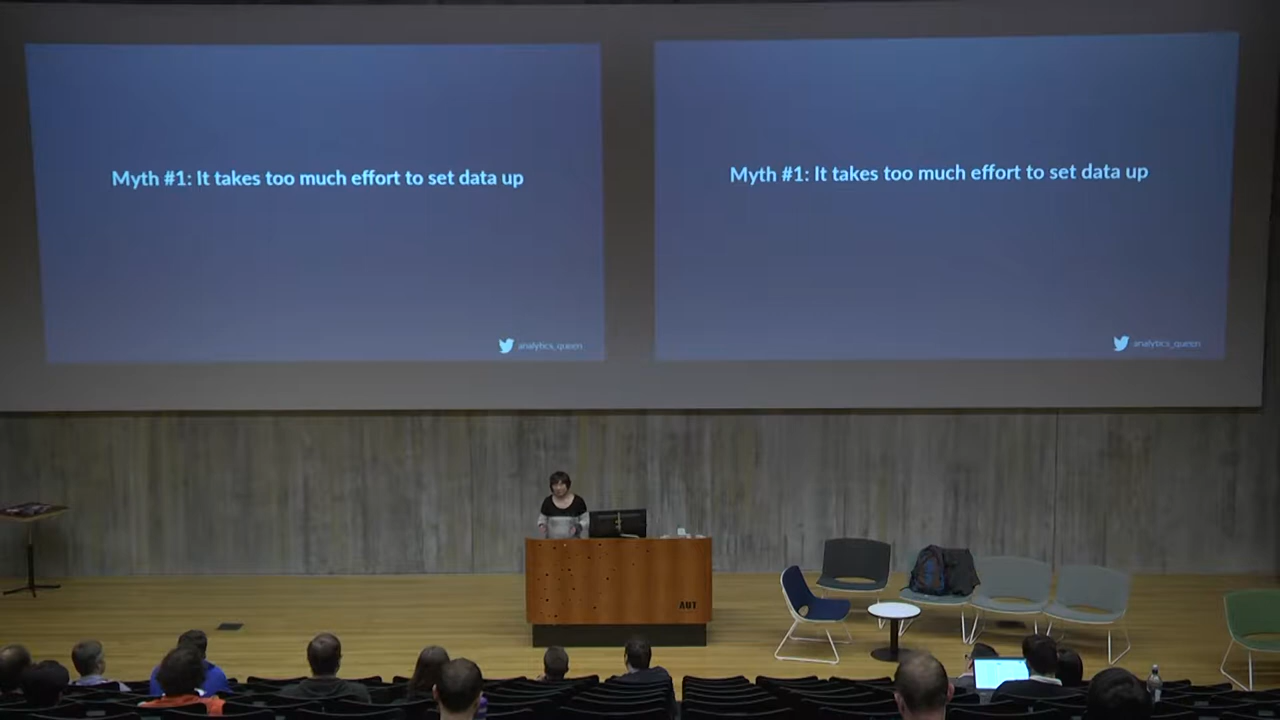 Myth #1: It takes too much effort to set data up
analytics_queen
Myth #1: It takes too much effort to set data up
analytics_queen
AUT